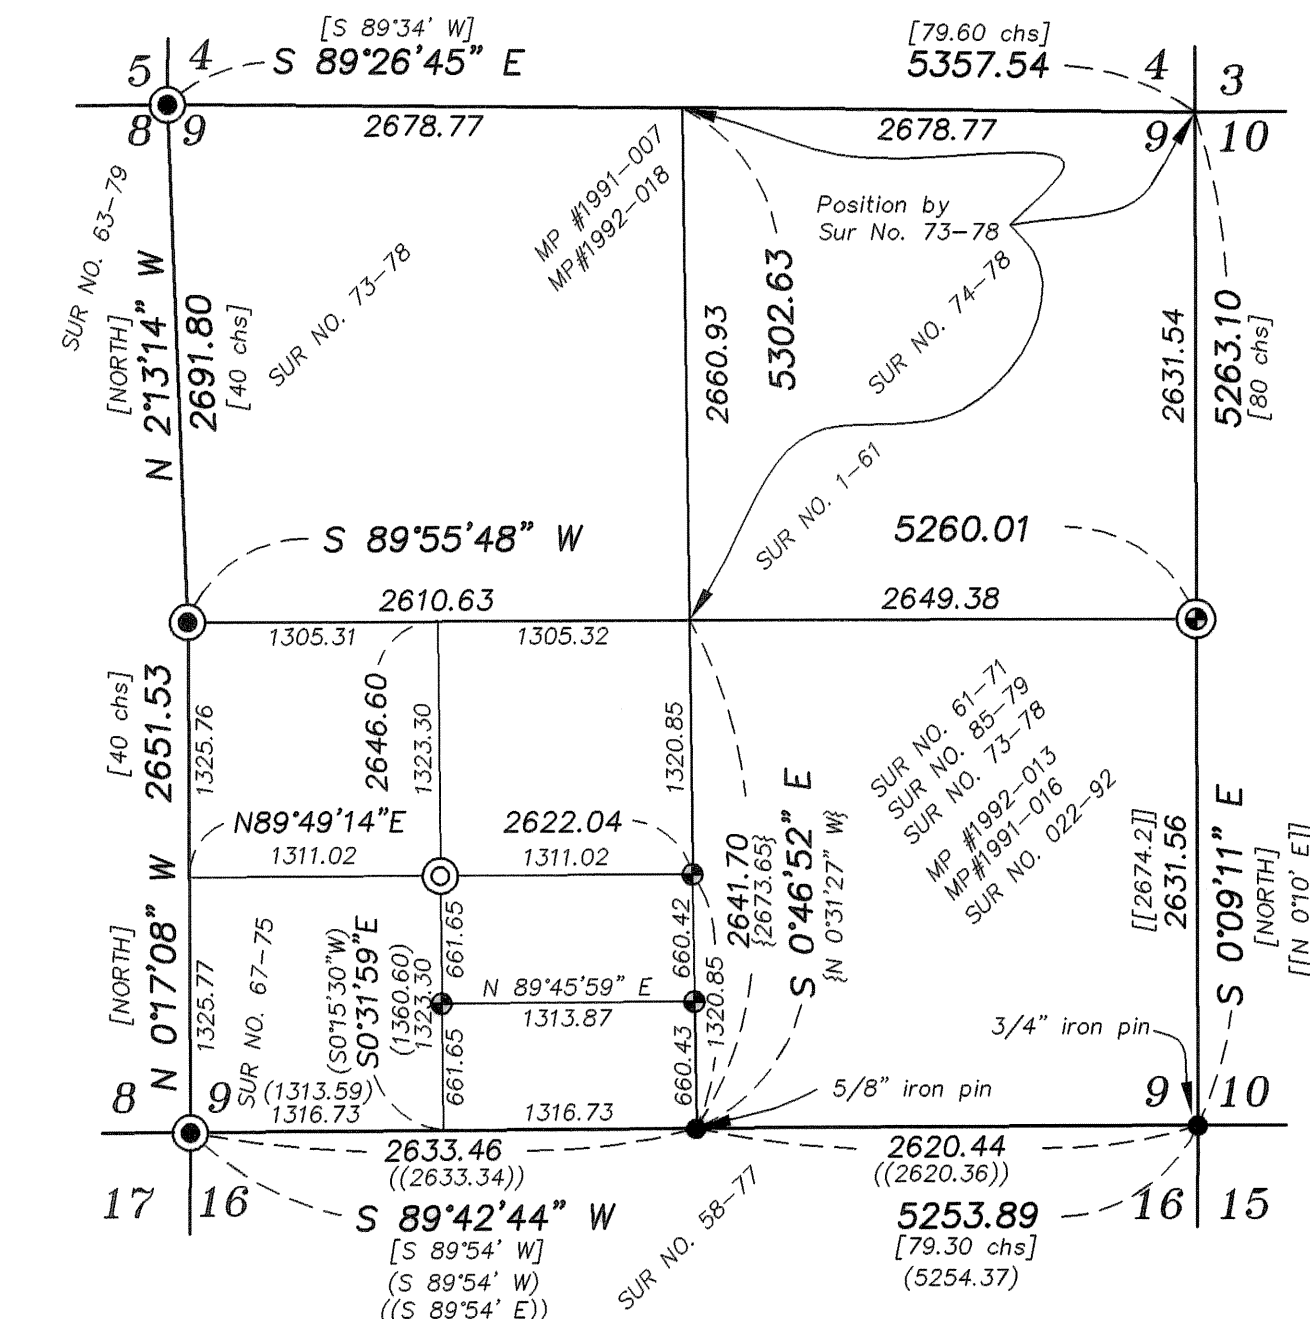 [S 89°34' W]
S 89°26'45" E
[79.60 chs]
5357.54
5
4
4
3
8
9
2678.77
2678.77
9
10
SUR NO. 63-79
MP #1991-007
MP#1992-018
Position by
Sur No. 73-78
[NORTH]
N 2°13'14" W
2691.80
[40 chs]
SUR NO. 73-78
2660.93
5302.63
SUR NO. 74-78
2631.54
5263.10
[80 chs]
SUR NO. 1-61
S 89°55'48" W
5260.01
2610.63
2649.38
1305.31
1305.32
[40 chs]
2651.53
1325.76
2646.60
1323.30
1320.85
SUR NO. 61-71
SUR NO. 85-79
SUR NO. 73-78
MP #1992-013
MP#1991-016
SUR NO. 022-92
N89°49'14"E
2622.04
1311.02
1311.02
2641.70
{2673.65}
S 0°46'52" E
{N 0°31'27" W}
[[2674.2]]
2631.56
S 0°09'11" E
[NORTH]
[[N 0°10' E]]
[NORTH]
N 0°17'08" W
1325.77
SUR NO. 67-75
(S0°15'30"W)
S0°31'59"E
(1360.60)
1323.30
661.65
660.42
N 89°45'59" E
1313.87
1320.85
661.65
660.43
3/4" iron pin
5/8" iron pin
8
9
(1313.59)
1316.73
1316.73
9
10
2633.46
((2633.34))
2620.44
((2620.36))
17
16
S 89°42'44" W
[S 89°54' W]
(S 89°54' W)
((S 89°54' E))
SUR NO. 58-77
5253.89
[79.30 chs]
(5254.37)
16
15